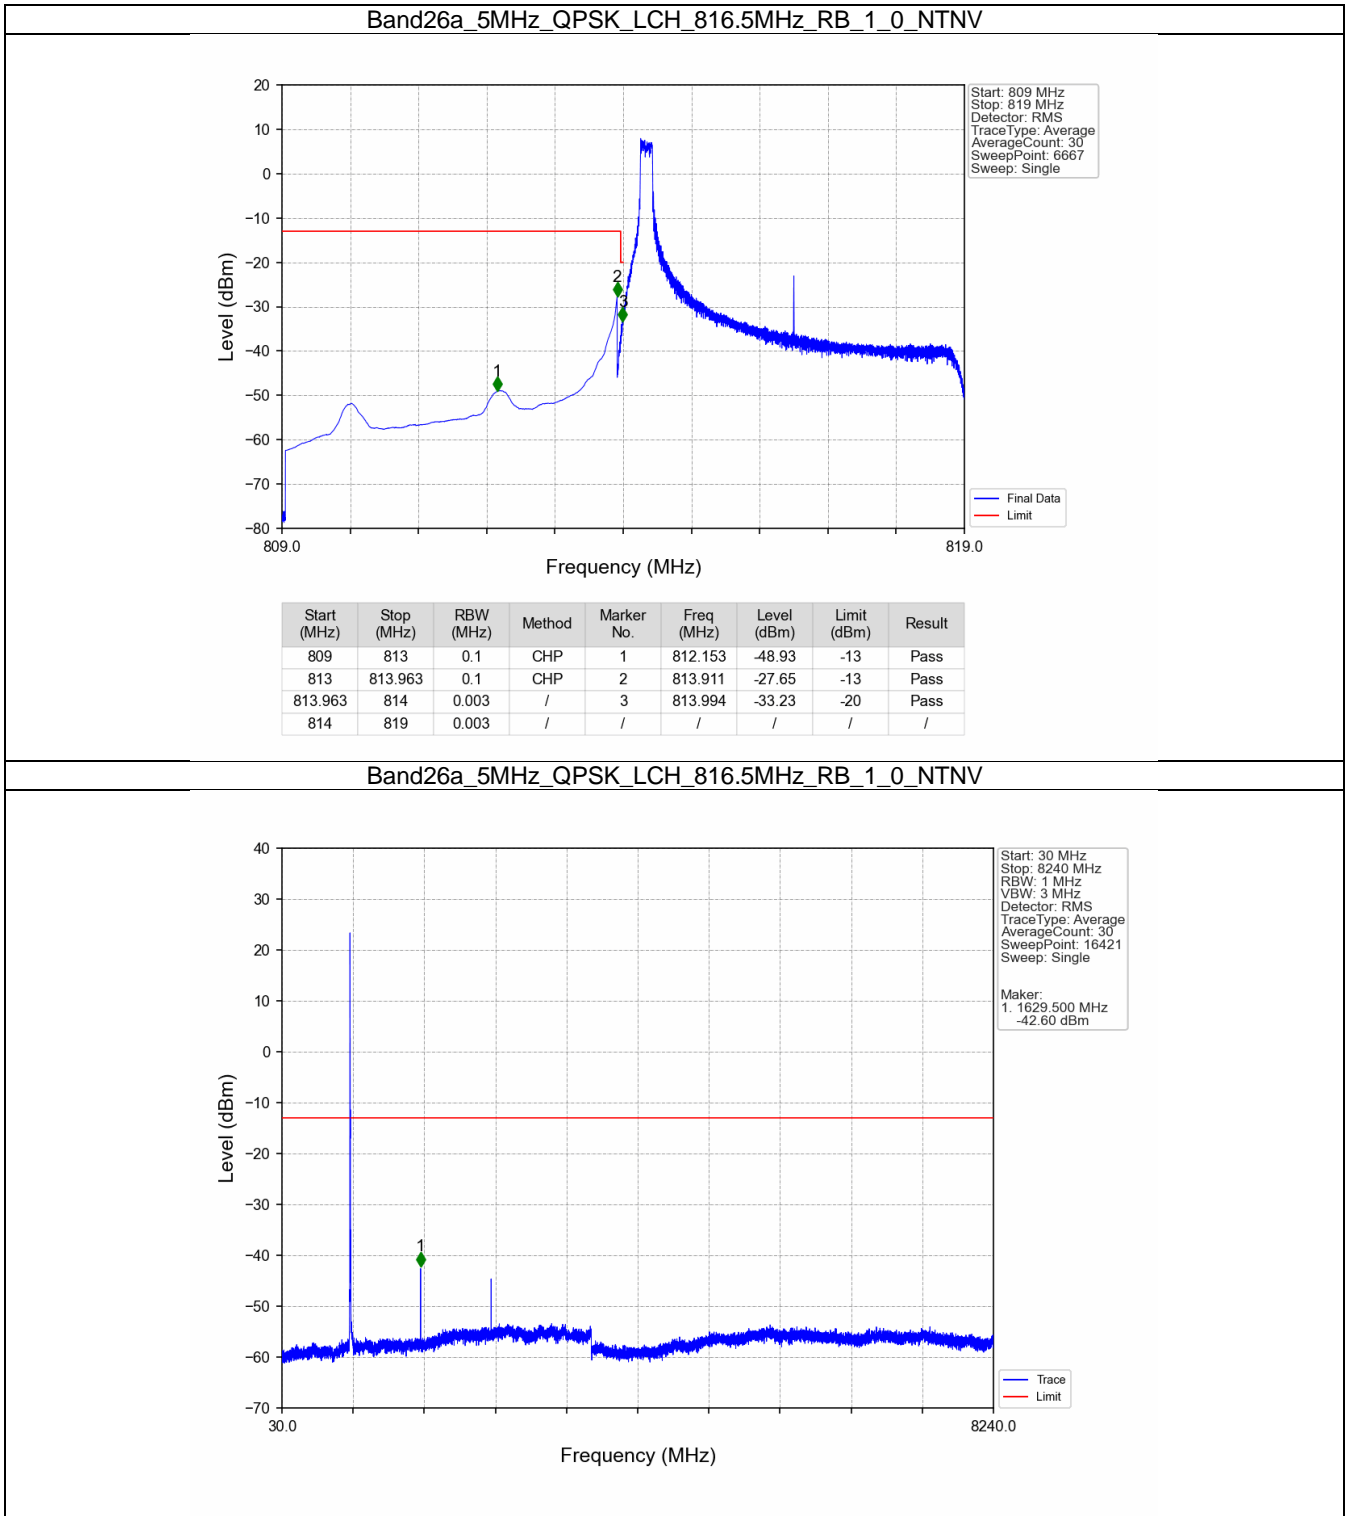 Band26a_5MHz_QPSK_LCH_816.5MHz_RB_1_0_NTNV
Start: 809 MHz
Stop: 819 MHz
Detector: RMS
TraceType: Average
AverageCount: 30
SweepPoint: 6667
Sweep: Single
20
10
0
−10
−20
−30
−40
−50
−60
−70
−80
Level (dBm)
1
2
3
Final Data
Limit
809.0
819.0
Frequency (MHz)
Start (MHz) Stop (MHz) RBW (MHz) Method Marker No. Freq (MHz) Level (dBm) Limit (dBm) Result
809 813 0.1 CHP 1 812.153 -48.93 -13 Pass
813 813.963 0.1 CHP 2 813.911 -27.65 -13 Pass
813.963 814 0.003 / 3 813.994 -33.23 -20 Pass
814 819 0.003 / / / / / /
Band26a_5MHz_QPSK_LCH_816.5MHz_RB_1_0_NTNV
Start: 30 MHz
Stop: 8240 MHz
RBW: 1 MHz
VBW: 3 MHz
Detector: RMS
TraceType: Average
AverageCount: 30
SweepPoint: 16421
Sweep: Single
Maker:
1. 1629.500 MHz
-42.60 dBm
40
30
20
10
0
−10
−20
−30
−40
−50
−60
−70
Level (dBm)
1
Trace
Limit
30.0
8240.0
Frequency (MHz)